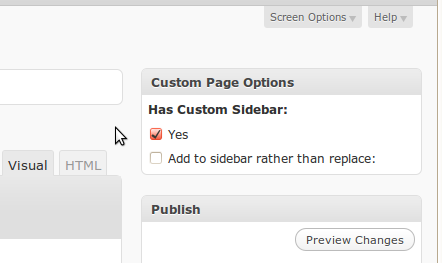 Screen Options Help
Custom Page Options
Has Custom Sidebar:
Yes
Visual HTML
Add to sidebar rather than replace:
Publish
Preview Changes